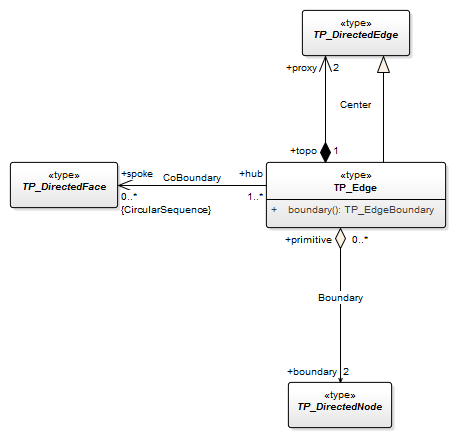 «type»
TP_DirectedEdge
+proxy 2
Center
+topo 1
«type»
TP_DirectedFace
+spoke CoBoundary +hub
0..* 1..*
{CircularSequence}
«type»
TP_Edge
+ boundary(): TP_EdgeBoundary
+primitive 0..*
Boundary
+boundary 2
«type»
TP_DirectedNode